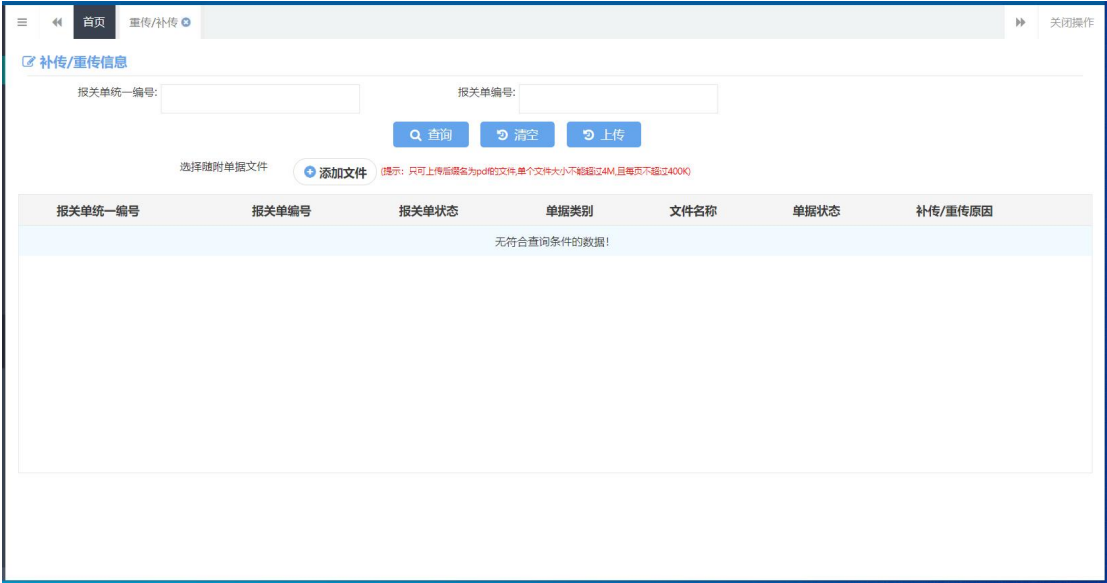 首页 重传/补传 关闭操作
补传/重传信息
报关单统一编号: 报关单编号:
查询 清空 上传
选择随附单据文件 添加文件 (提示：只可上传后缀名为pdf的文件,单个文件大小不能超过4M,且每页不超过400K)
报关单统一编号 报关单编号 报关单状态 单据类别 文件名称 单据状态 补传/重传原因
无符合查询条件的数据!